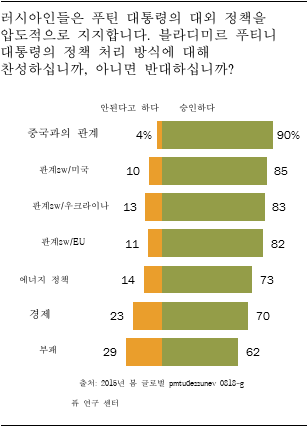 러시아인들은 푸틴 대통령의 대외 정책을
압도적으로 지지합니다. 블라디미르 푸티니
대통령의 정책 처리 방식에 대해
찬성하십니까, 아니면 반대하십니까?
안된다고 하다 승인하다
중국과의 관계 4% 90%
관계sw/미국 10 85
관계sw/우크라이나 13 83
관계sw/EU 11 82
에너지 정책 14 73
경제 23 70
부패 29 62
출처: 2015년 봄 글로벌 pmtudessunev 0818-g
퓨 연구 센터